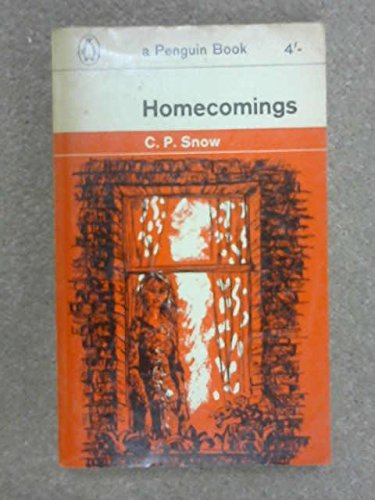 a Penguin Book 4/-
Homecomings
C. P. Snow